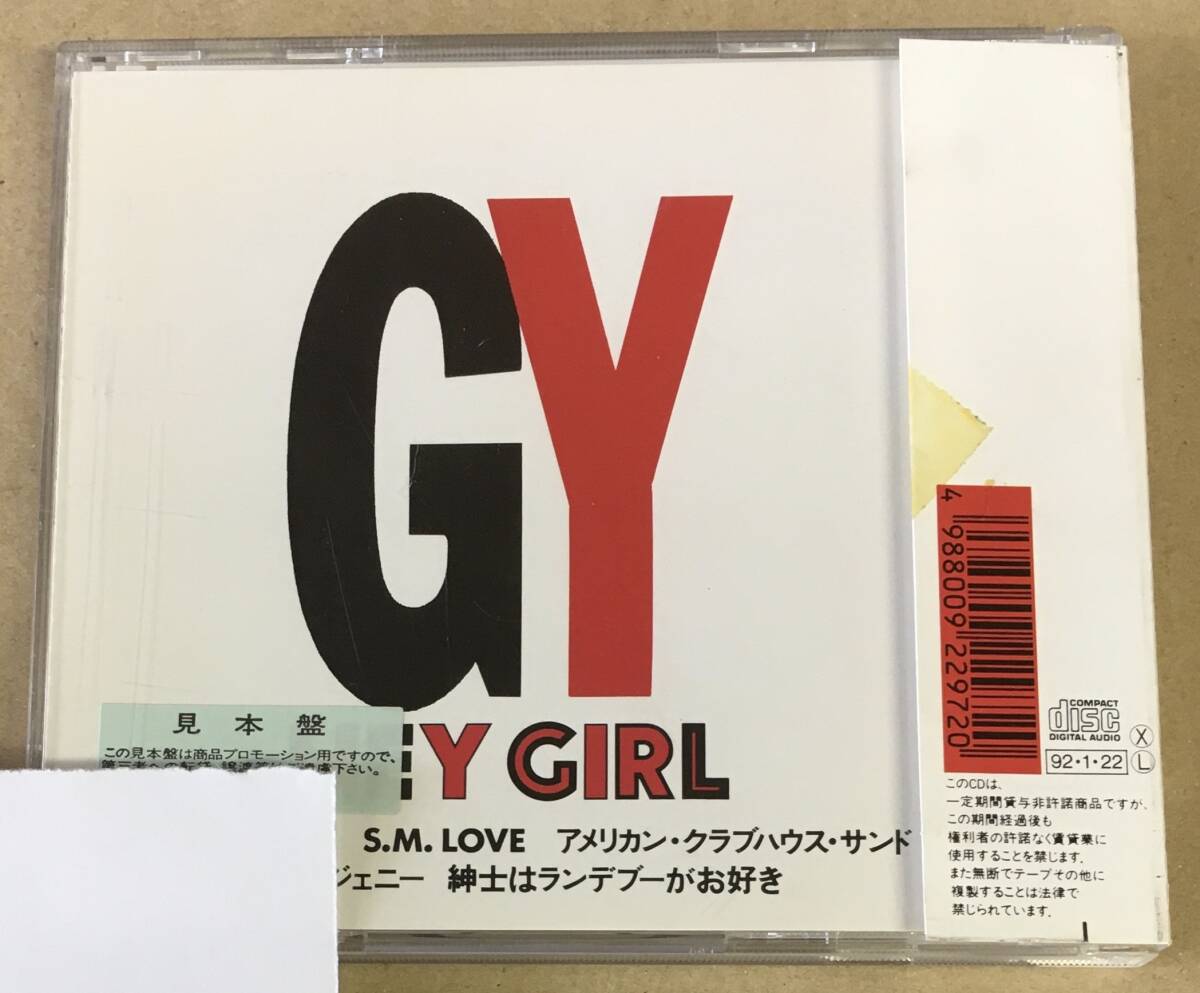 GY
見本盤
この見本盤は商品プロモーション用ですので、
EY GIRL
S.M. LOVE アメリカン・クラブハウス・サンド
ジェニー 紳士はランデブーがお好き
4 988009 229720
COMPACT
disc
DIGITAL AUDIO
X
92・1・22 L
このCDは、
一定期間貸与非許諾商品ですが、
この期間経過後も
権利者の許諾なく賃貸業に
使用することを禁じます.
また無断でテープその他に
複製することは法律で
禁じられています.